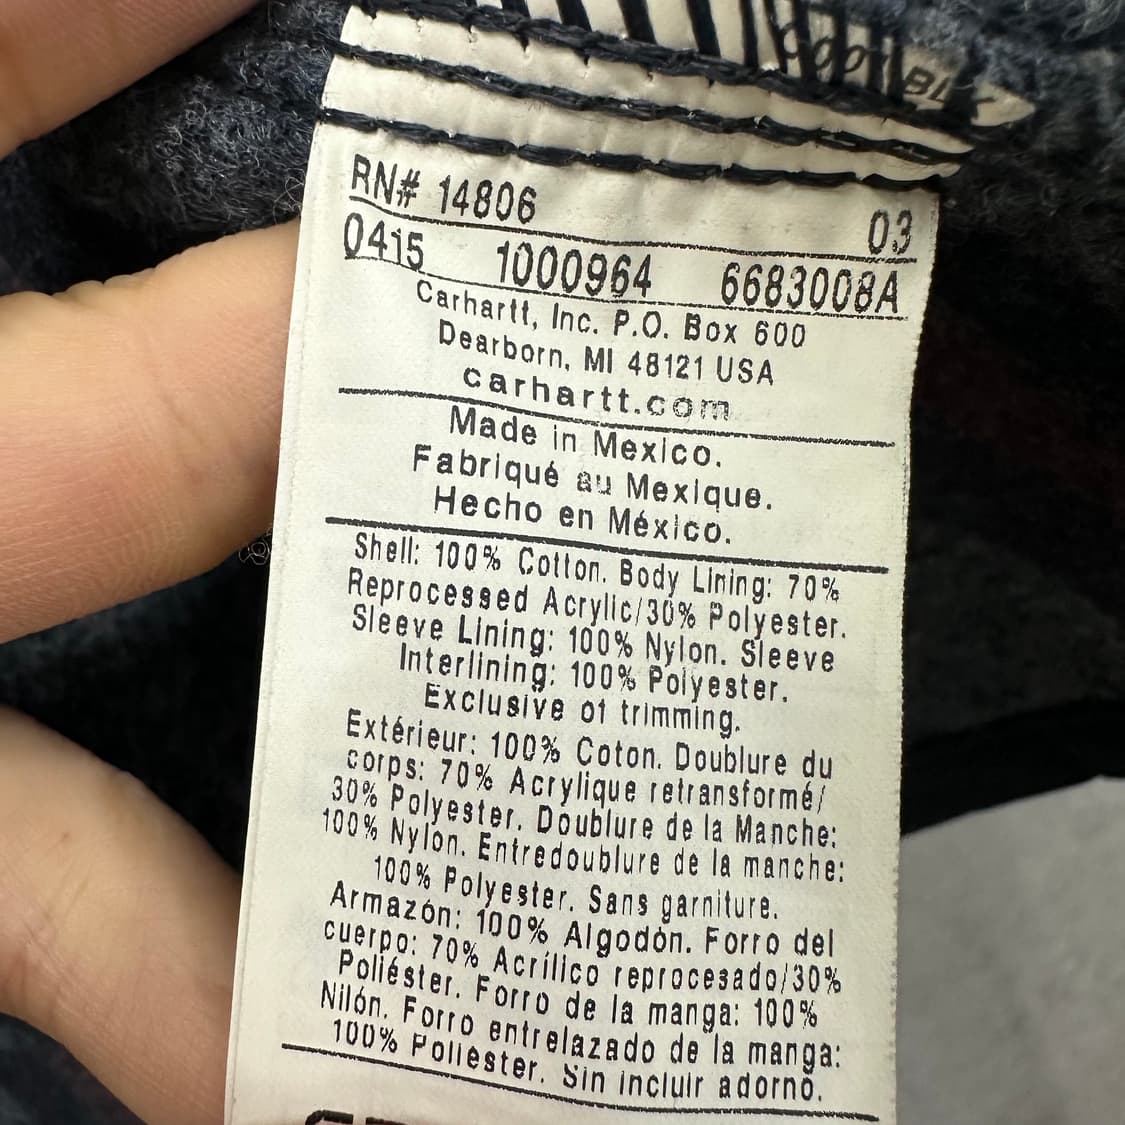 BLK
RN# 14806 03
0415 1000964 6683008A
Carhartt, Inc. P.O. Box 600
Dearborn, MI 48121 USA
carhartt.com
Made in Mexico.
Fabriqué au Mexique.
Hecho en México.
Shell: 100% Cotton. Body Lining: 70%
Reprocessed Acrylic/30% Polyester.
Sleeve Lining: 100% Nylon. Sleeve
Interlining: 100% Polyester.
Exclusive of trimming.
Extérieur: 100% Coton. Doublure du
corps: 70% Acrylique retransformé/
30% Polyester. Doublure de la Manche:
100% Nylon. Entredoublure de la manche:
100% Polyester. Sans garniture.
Armazón: 100% Algodón. Forro del
cuerpo: 70% Acrílico reprocesado/30%
Poliéster. Forro de la manga: 100%
Nilón. Forro entrelazado de la manga:
100% Poliéster. Sin incluir adorno.